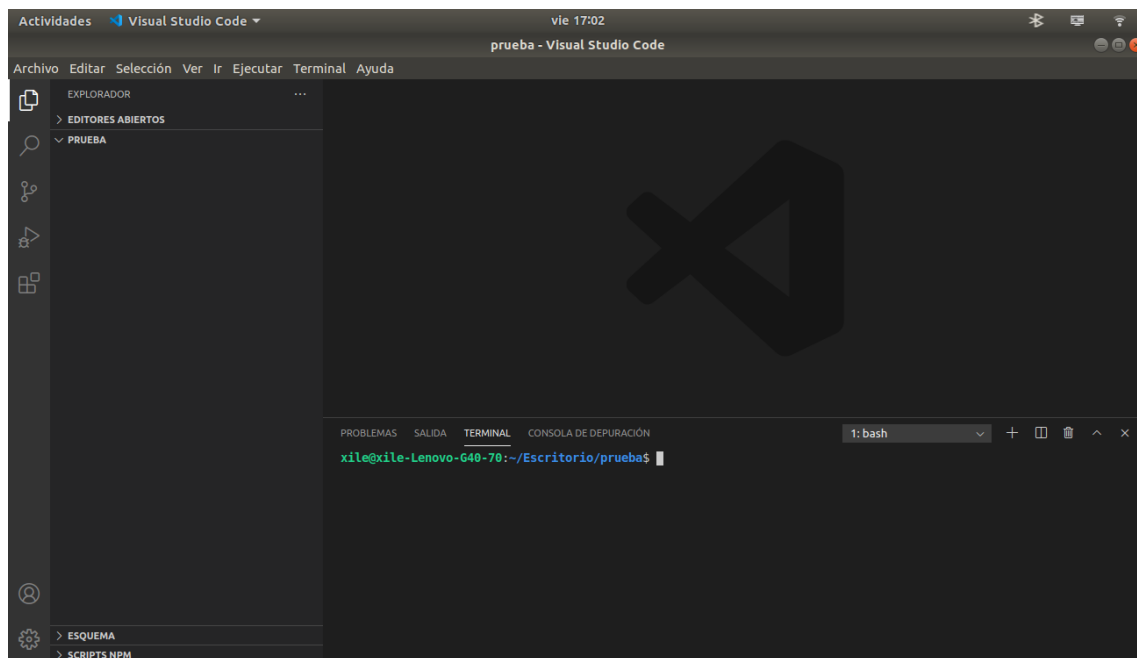 Actividades Visual Studio Code vie 17:02
prueba - Visual Studio Code
Archivo Editar Selección Ver Ir Ejecutar Terminal Ayuda
EXPLORADOR
EDITORES ABIERTOS
PRUEBA
PROBLEMAS SALIDA TERMINAL CONSOLA DE DEPURACIÓN 1: bash
xile@xile-Lenovo-G40-70:~/Escritorio/prueba$
ESQUEMA
SCRIPTS NPM